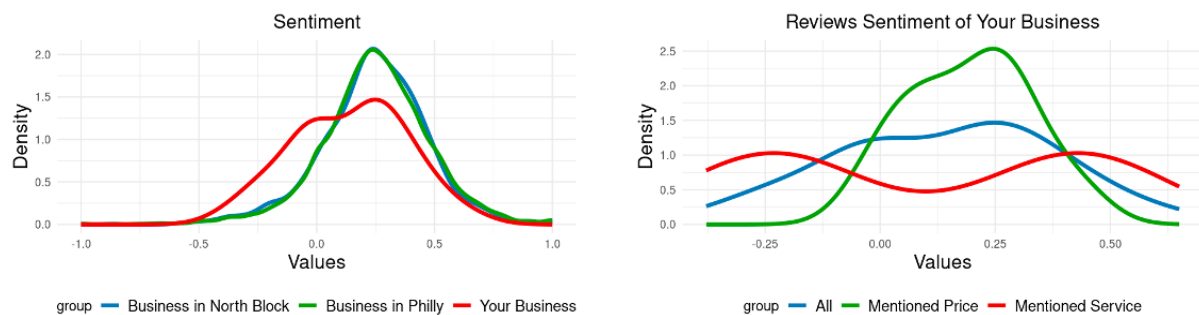 Sentiment
Density
2.0
1.5
1.0
0.5
0.0
-1.0
-0.5
0.0
0.5
1.0
Values
group Business in North Block Business in Philly Your Business
Reviews Sentiment of Your Business
Density
2.5
2.0
1.5
1.0
0.5
0.0
-0.25
0.00
0.25
0.50
Values
group All Mentioned Price Mentioned Service